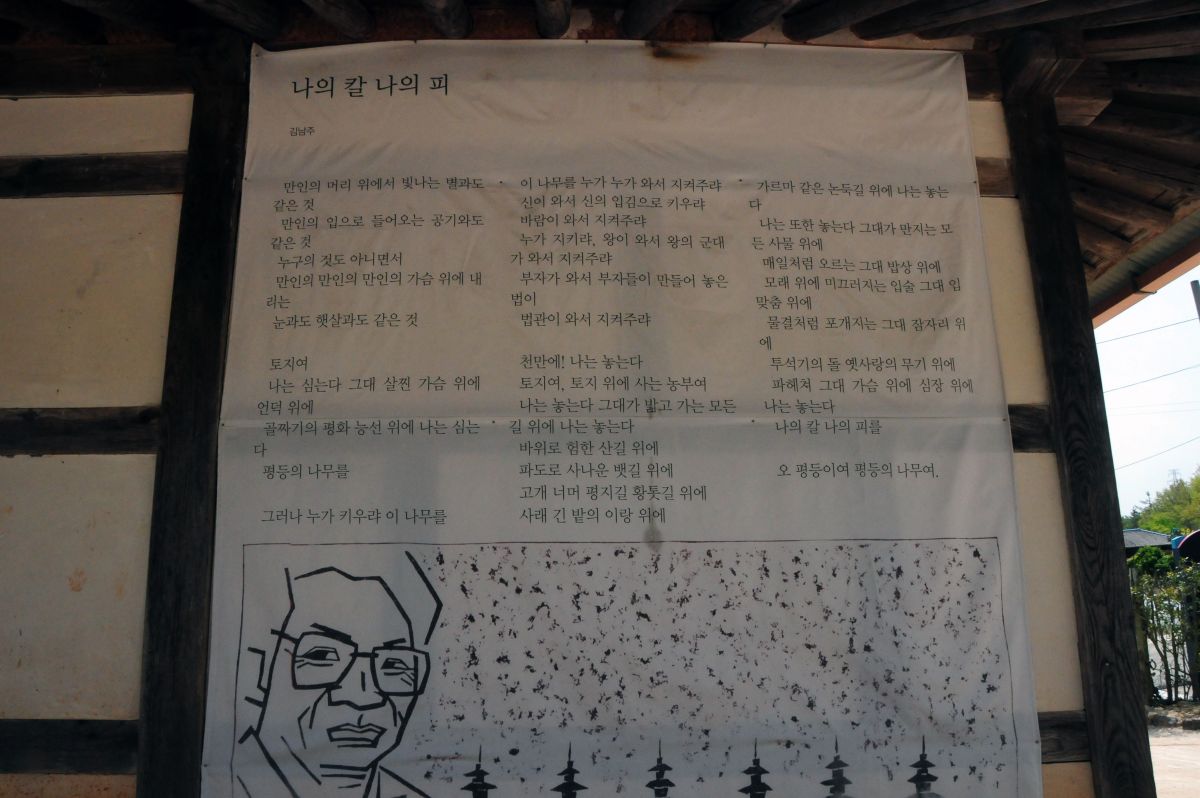 나의 칼 나의 피
김남주
만인의 머리 위에서 빛나는 별과도
같은 것
만인의 입으로 들어오는 공기와도
같은 것
누구의 것도 아니면서
만인의 만인의 만인의 가슴 위에 내
리는
눈과도 햇살과도 같은 것
토지여
나는 심는다 그대 살찐 가슴 위에
언덕 위에
골짜기의 평화 능선 위에 나는 심는
다
평등의 나무를
그러나 누가 키우랴 이 나무를
이 나무를 누가 누가 와서 지켜주랴
신이 와서 신의 입김으로 키우랴
바람이 와서 지켜주랴
누가 지키랴, 왕이 와서 왕의 군대
가 와서 지켜주랴
부자가 와서 부자들이 만들어 놓은
법이
법관이 와서 지켜주랴
천만에! 나는 놓는다
토지여, 토지 위에 사는 농부여
나는 놓는다 그대가 밟고 가는 모든
길 위에 나는 놓는다
바위로 험한 산길 위에
파도로 사나운 뱃길 위에
고개 너머 평지길 황톳길 위에
사래 긴 밭의 이랑 위에
가르마 같은 논둑길 위에 나는 놓는
다
나는 또한 놓는다 그대가 만지는 모
든 사물 위에
매일처럼 오르는 그대 밥상 위에
모래 위에 미끄러지는 입술 그대 입
맞춤 위에
물결처럼 포개지는 그대 잠자리 위
에
투석기의 돌 옛사랑의 무기 위에
파헤쳐 그대 가슴 위에 심장 위에
나는 놓는다
나의 칼 나의 피를
오 평등이여 평등의 나무여,